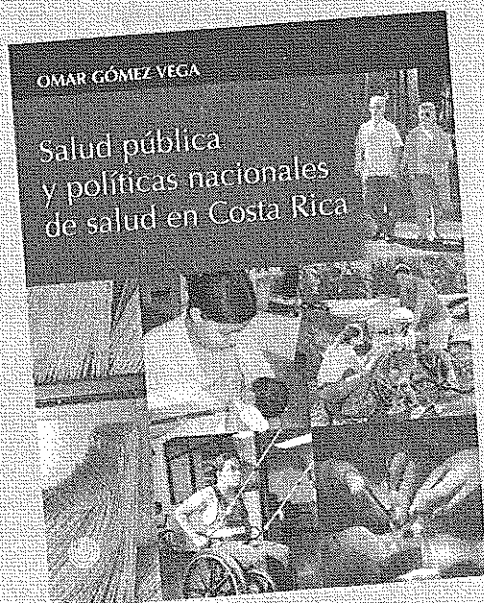 OMAR GÓMEZ VEGA
Salud pública
y políticas nacionales
de salud en Costa Rica